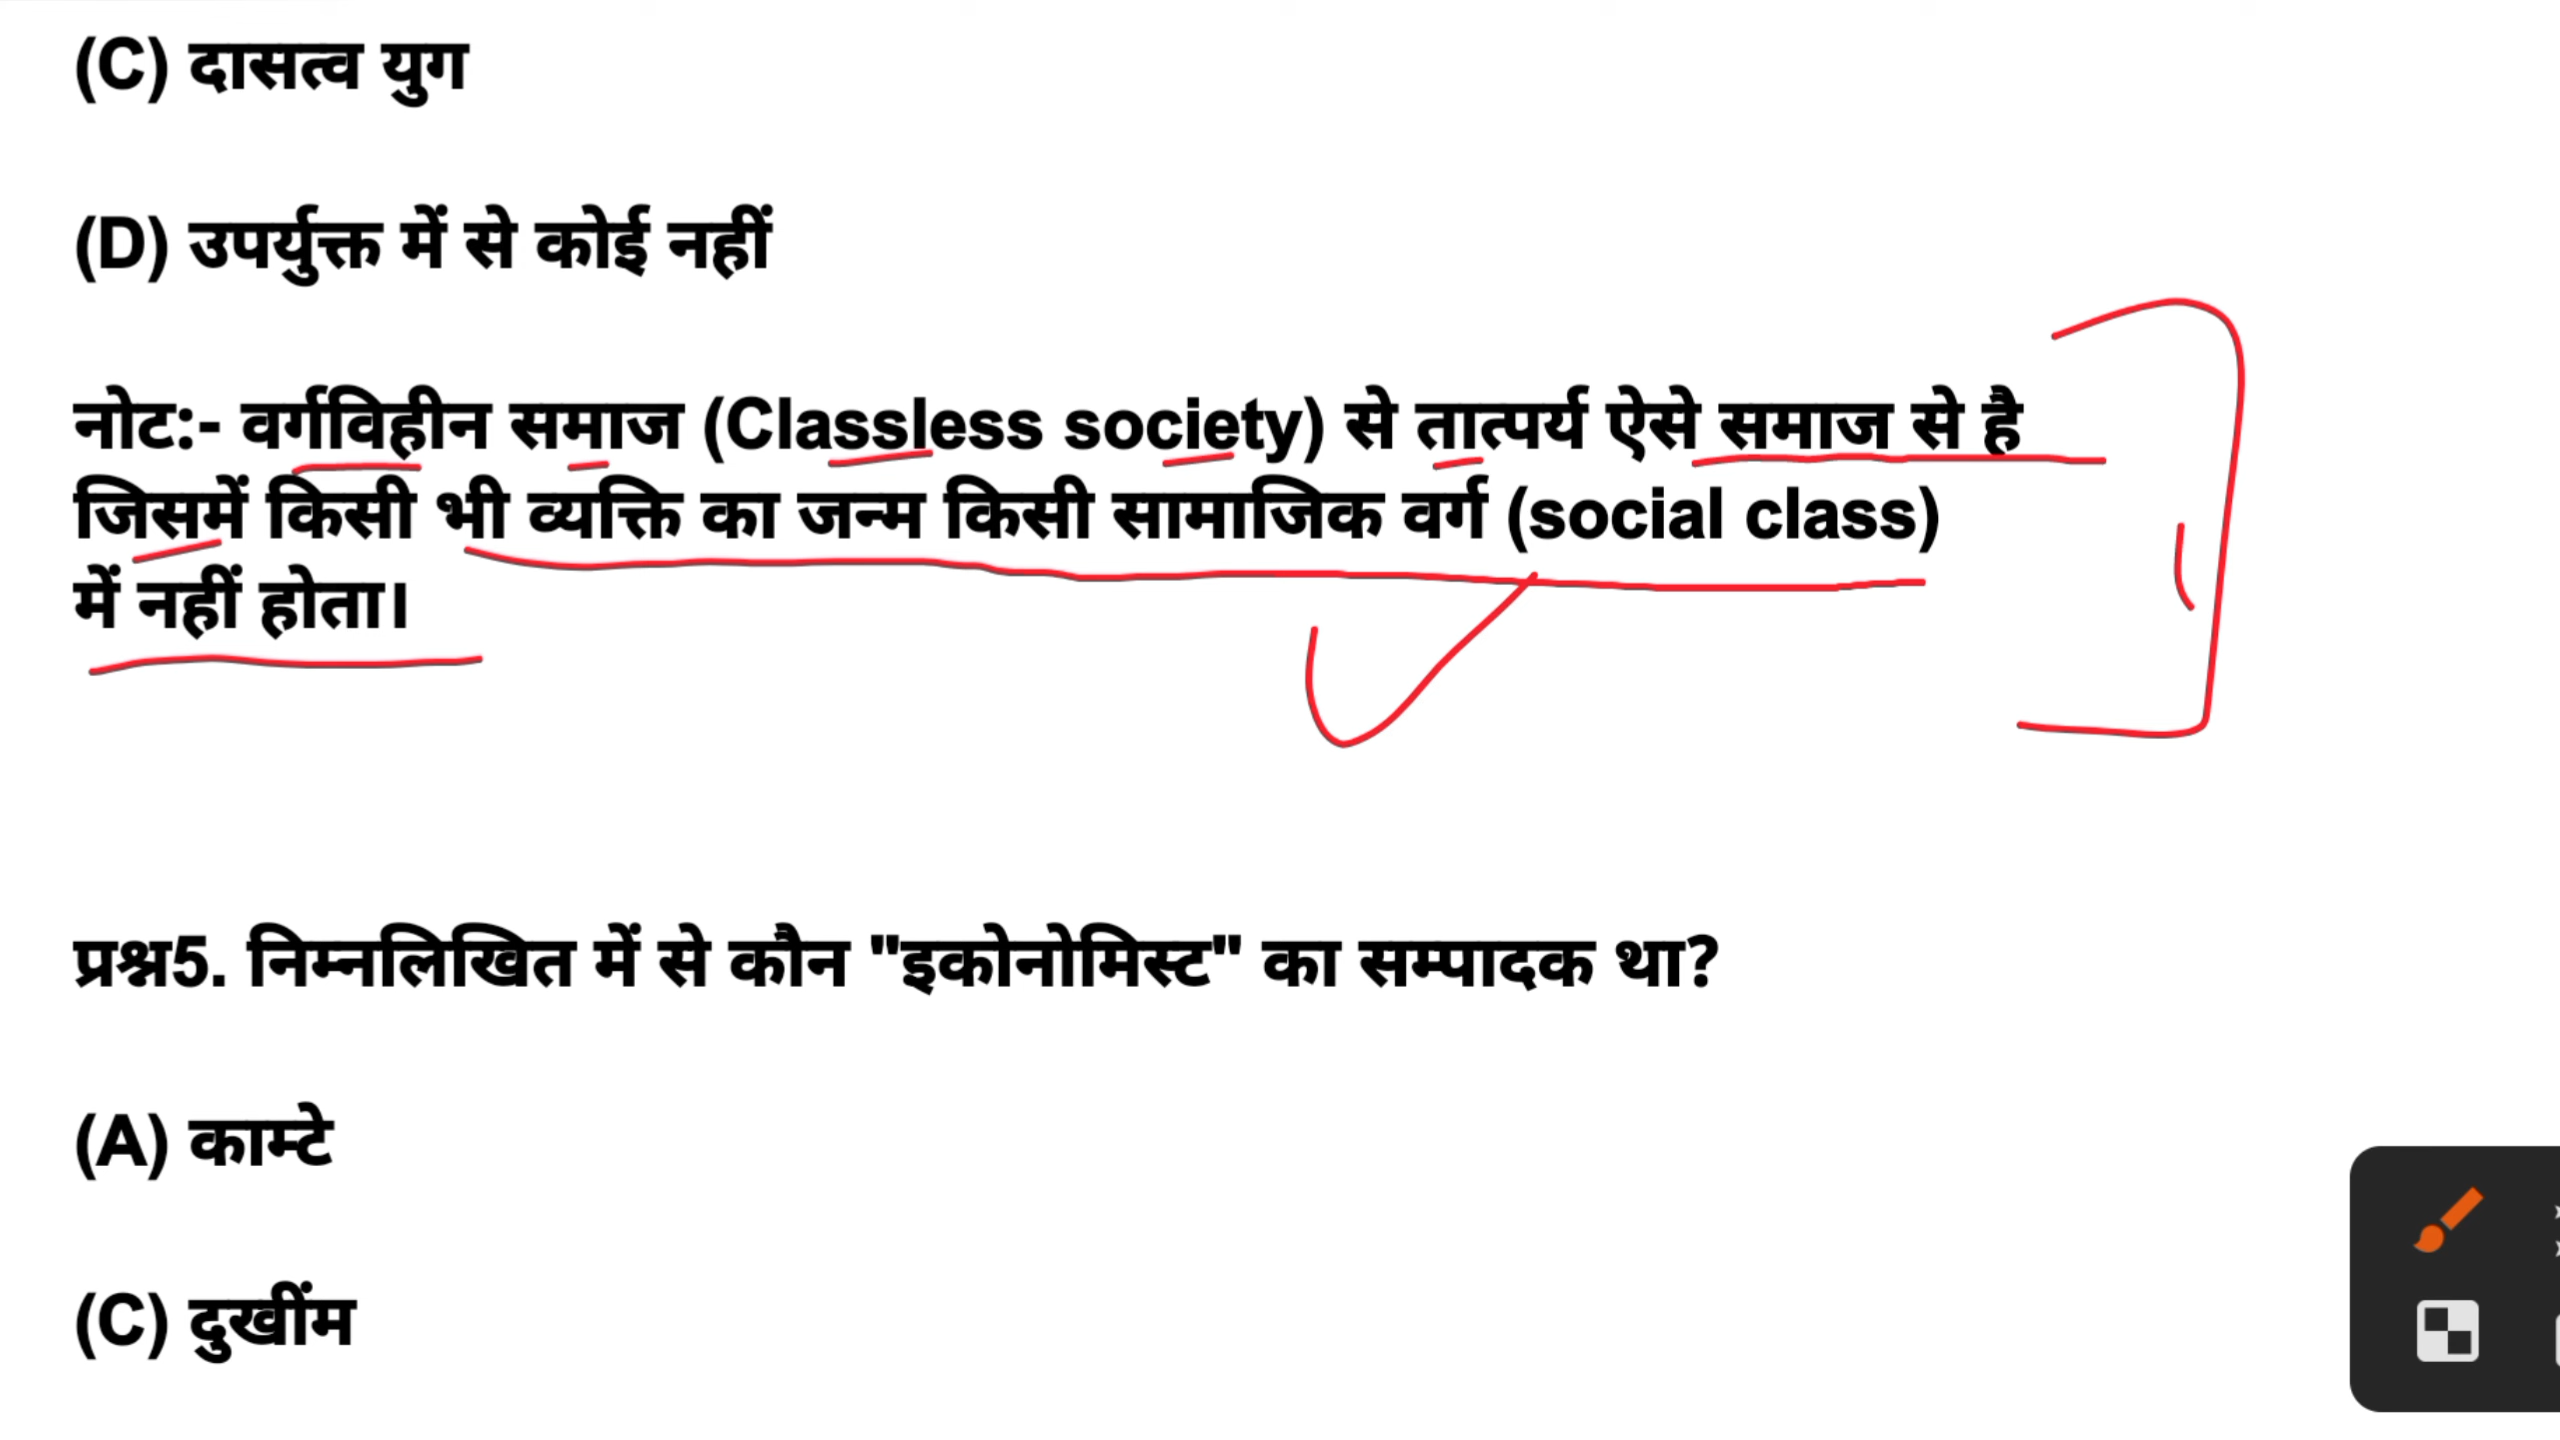 (C) दासत्व युग
(D) उपर्युक्त में से कोई नहीं
नोट:- वर्गविहीन समाज (Classless society) से तात्पर्य ऐसे समाज से है
जिसमें किसी भी व्यक्ति का जन्म किसी सामाजिक वर्ग (social class)
में नहीं होता।
प्रश्न5. निम्नलिखित में से कौन "इकोनोमिस्ट" का सम्पादक था?
(A) काम्टे
(C) दुर्खीम